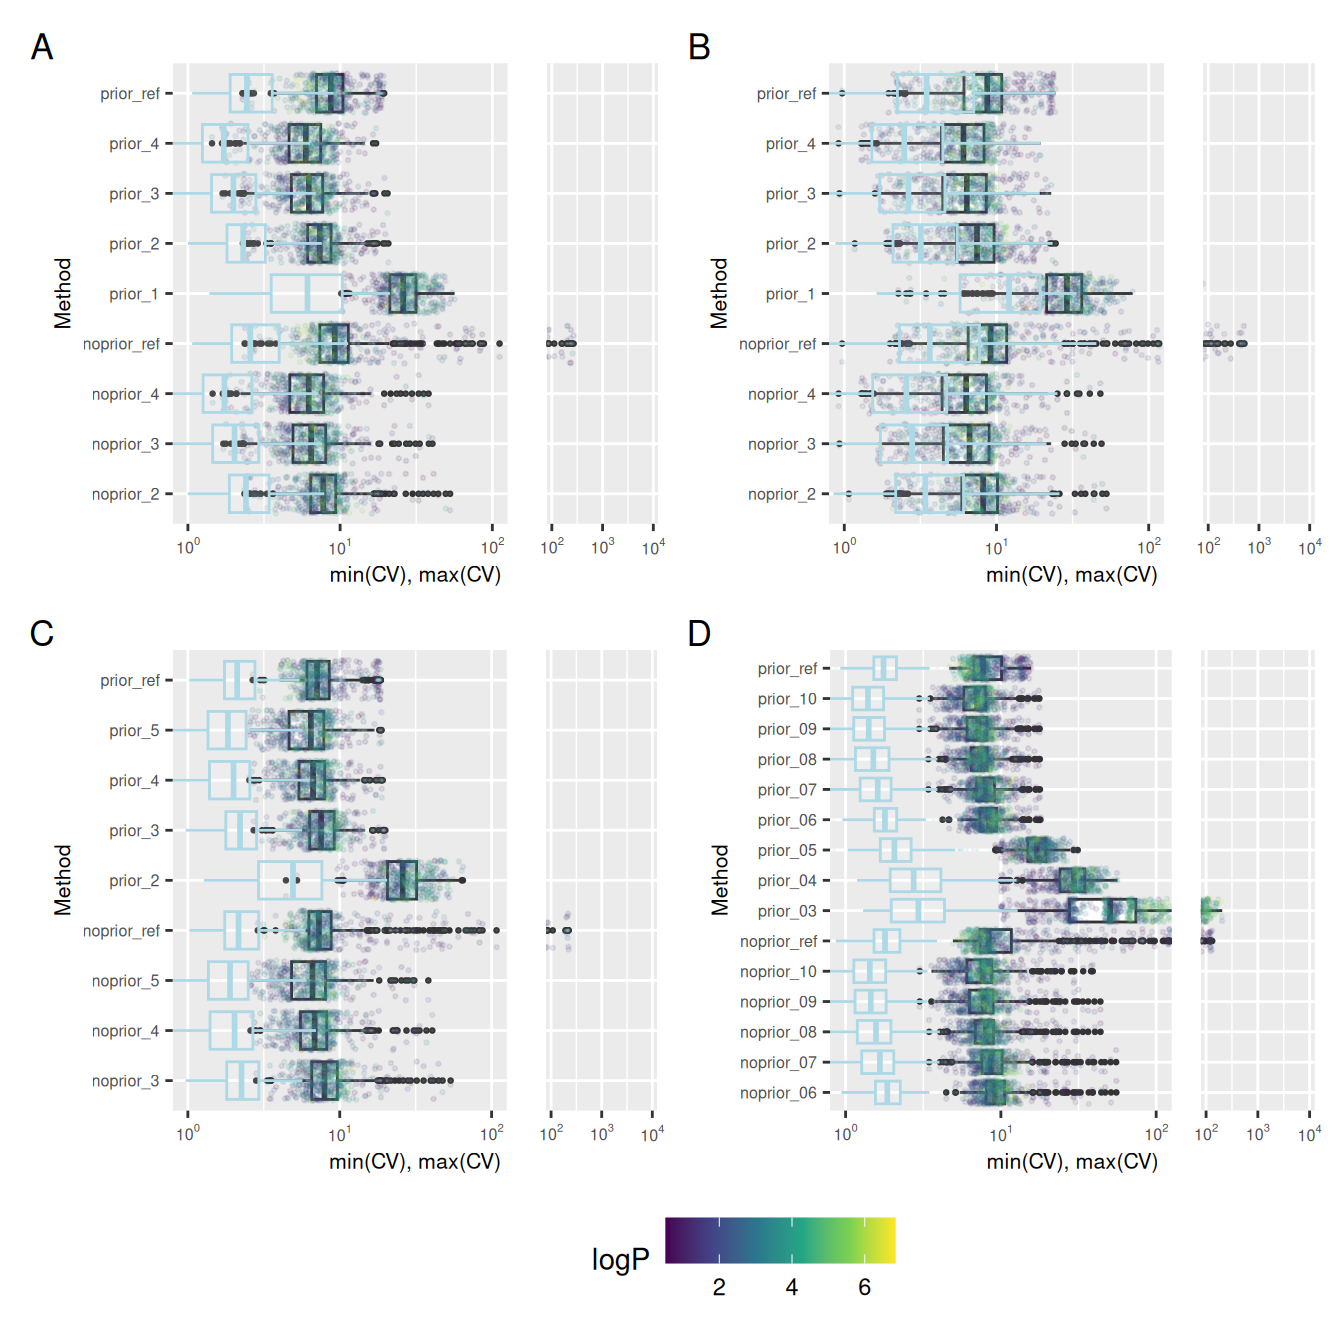 A
prior_ref
prior_4
prior_3
prior_2
prior_1
noprior_ref
noprior_4
noprior_3
noprior_2
Method
10^0 10^1 10^2 10^2 10^3 10^4
min(CV), max(CV)
B
prior_ref
prior_4
prior_3
prior_2
prior_1
noprior_ref
noprior_4
noprior_3
noprior_2
Method
10^0 10^1 10^2 10^2 10^3 10^4
min(CV), max(CV)
C
prior_ref
prior_5
prior_4
prior_3
prior_2
noprior_ref
noprior_5
noprior_4
noprior_3
Method
10^0 10^1 10^2 10^2 10^3 10^4
min(CV), max(CV)
D
prior_ref
prior_10
prior_09
prior_08
prior_07
prior_06
prior_05
prior_04
prior_03
noprior_ref
noprior_10
noprior_09
noprior_08
noprior_07
noprior_06
Method
10^0 10^1 10^2 10^2 10^3 10^4
min(CV), max(CV)
logP
2 4 6